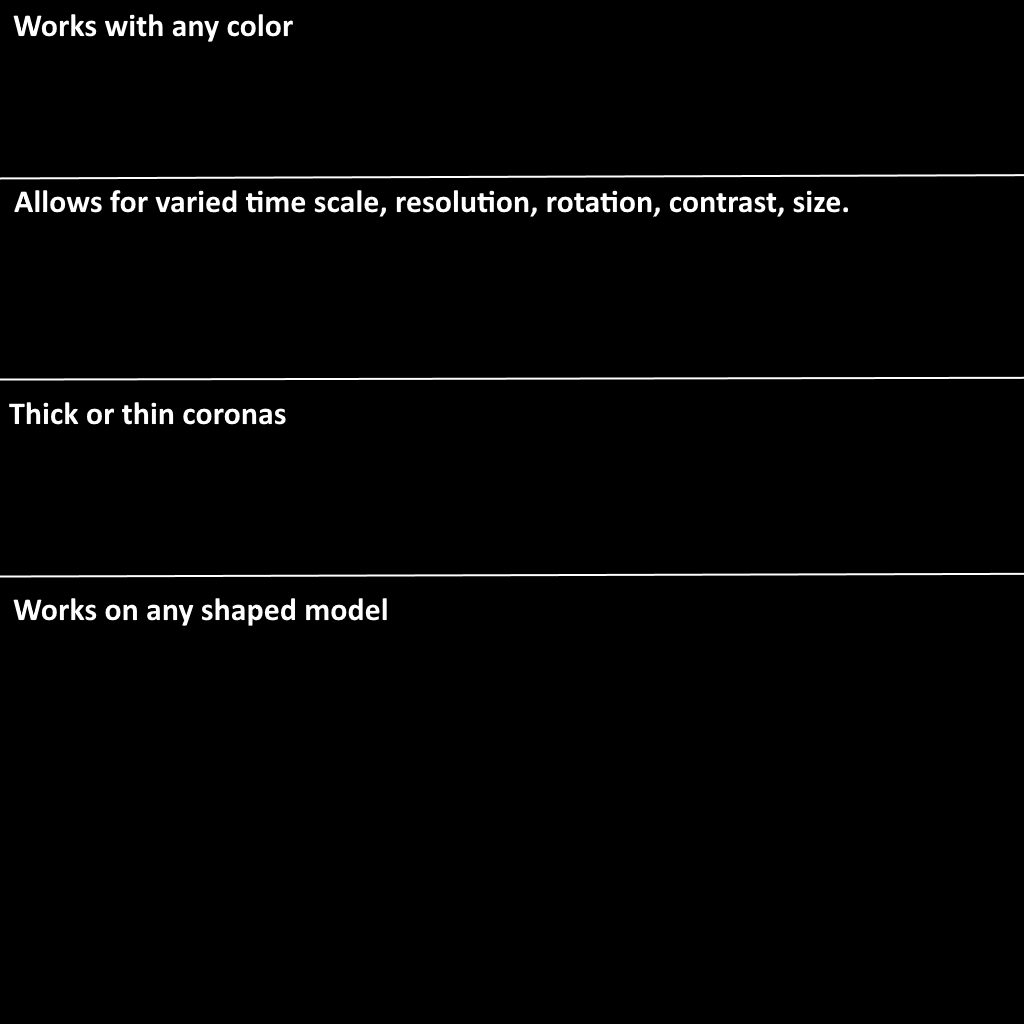 Works with any color
Allows for varied time scale, resolution, rotation, contrast, size.
Thick or thin coronas
Works on any shaped model